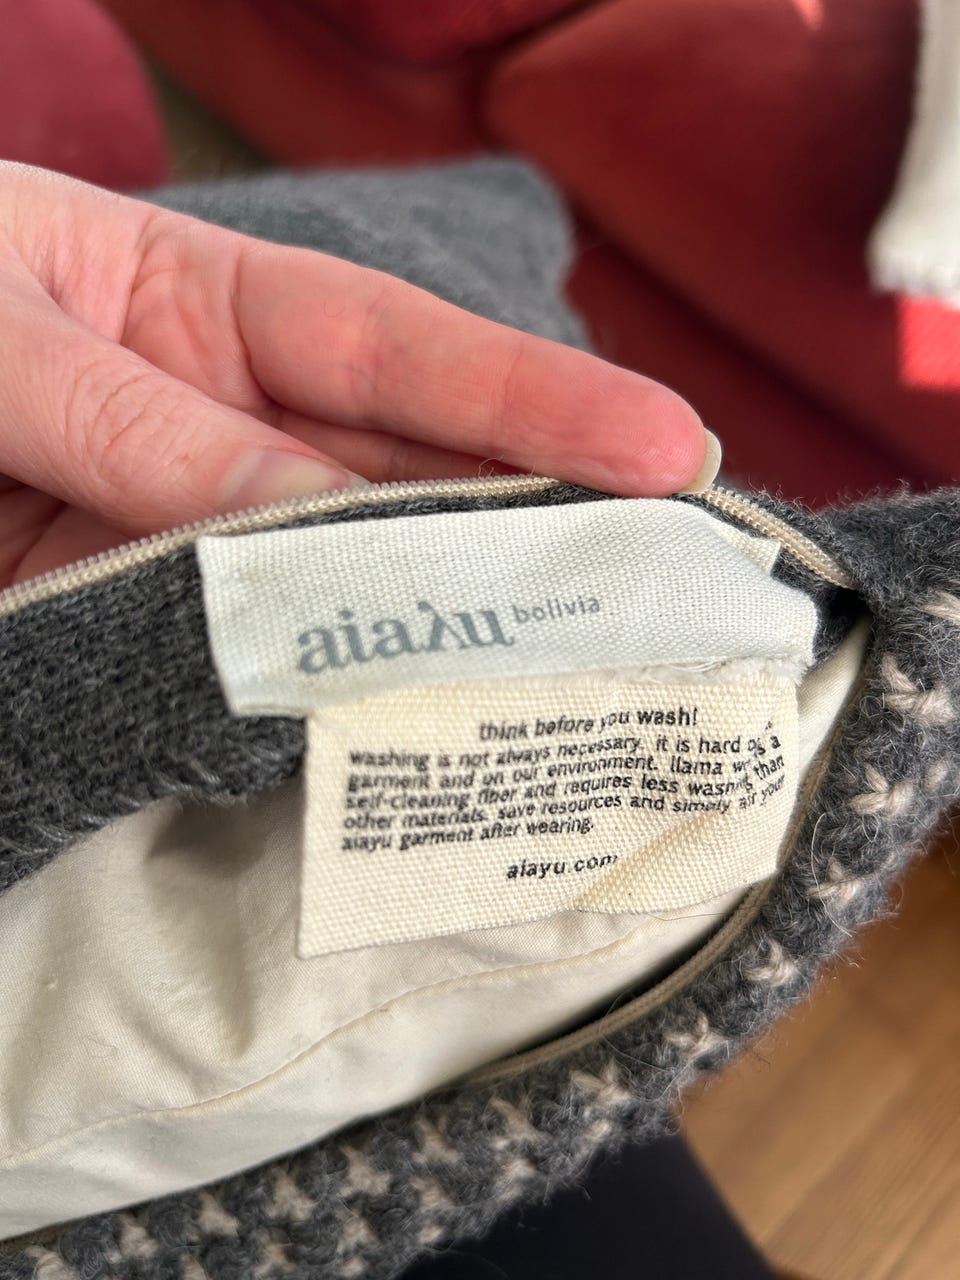 aiaλu bolivia
think before you wash!
washing is not always necessary. it is hard on a
garment and on our environment. llama is a
self-cleaning fiber and requires less washing than
other materials. save resources and simply air your
aiayu garment after wearing.
aiayu.com